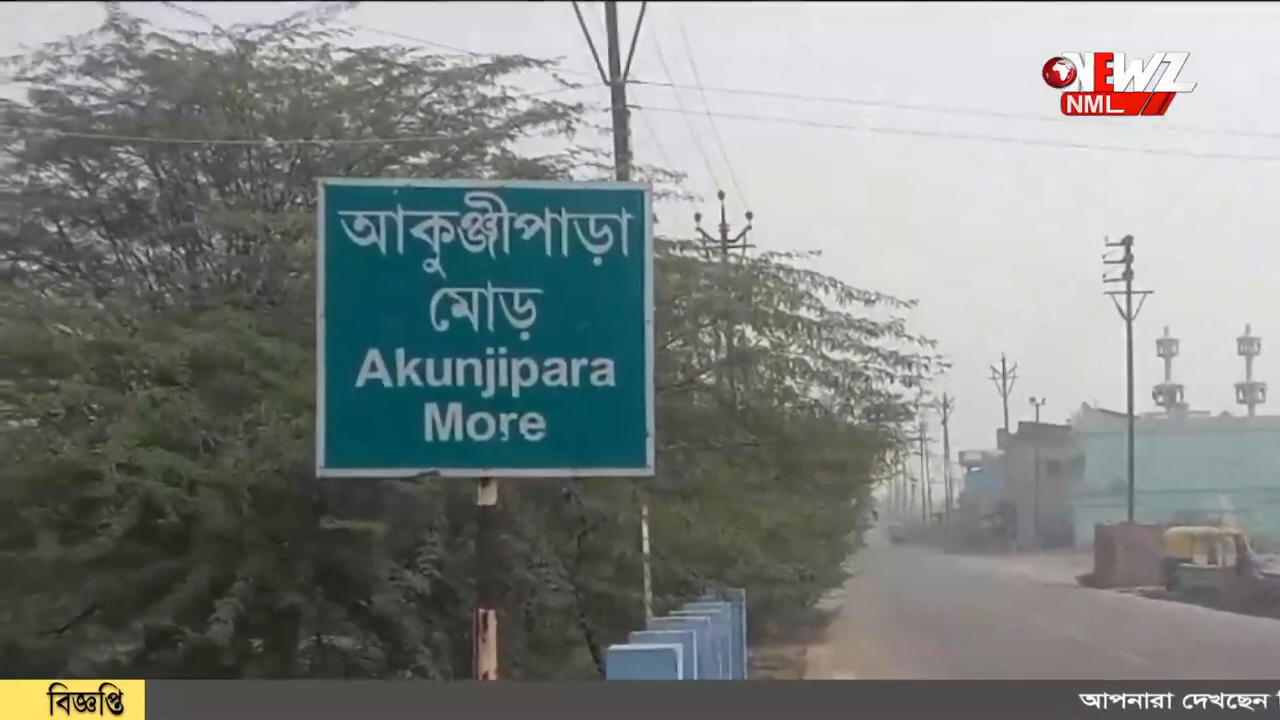 NEWZ
NML
আকুঞ্জীপাড়া
মোড়
Akunjipara
More
বিজ্ঞপ্তি
আপনারা দেখছেন